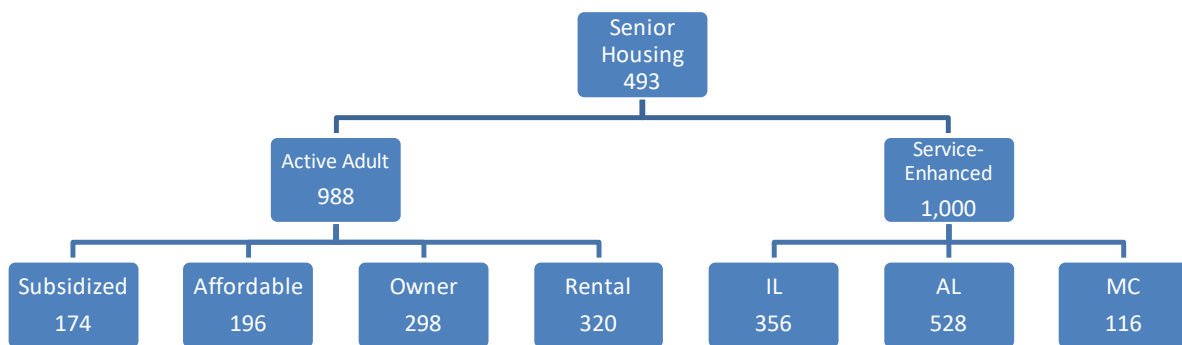 Senior
Housing
493
Active Adult
988
Service-
Enhanced
1,000
Subsidized
174
Affordable
196
Owner
298
Rental
320
IL
356
AL
528
MC
116